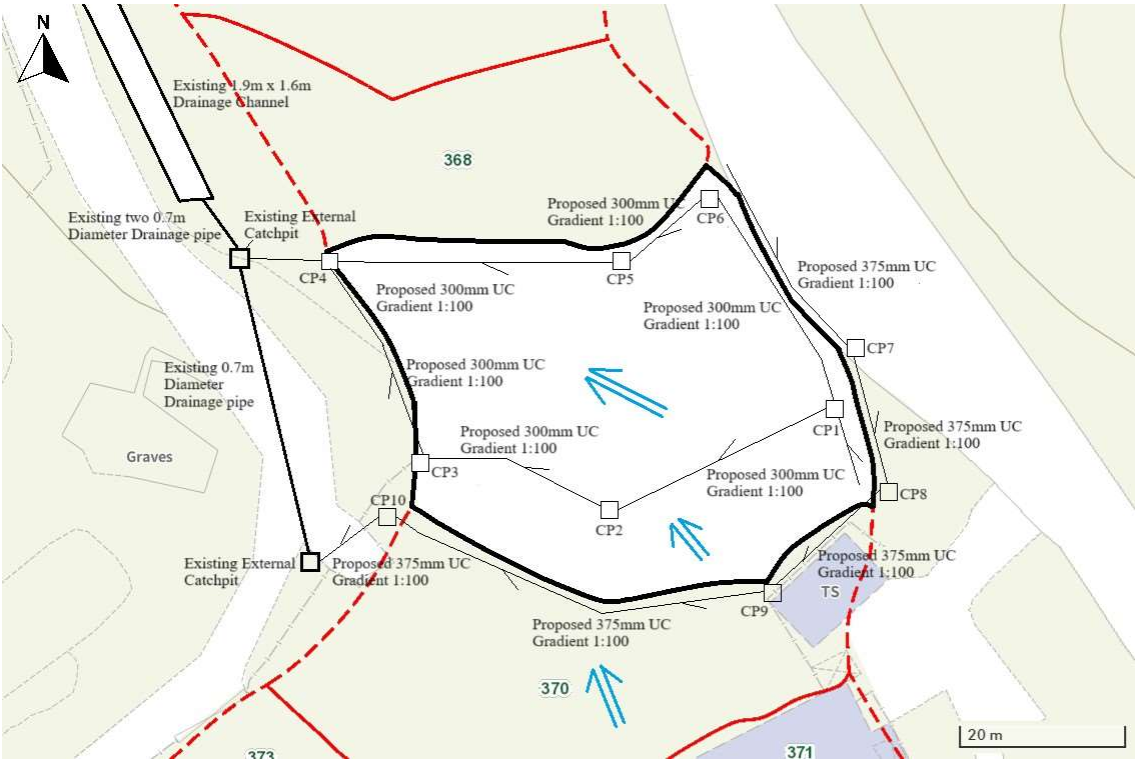 N
Existing 1.9m x 1.6m
Drainage Channel
368
Existing two 0.7m
Diameter Drainage pipe
Existing External
Catchpit
Proposed 300mm UC
Gradient 1:100
CP6
CP4
CP5
Proposed 375mm UC
Gradient 1:100
Proposed 300mm UC
Gradient 1:100
Proposed 300mm UC
Gradient 1:100
CP7
Existing 0.7m
Diameter
Drainage pipe
Proposed 300mm UC
Gradient 1:100
CP1
Proposed 375mm UC
Gradient 1:100
Graves
Proposed 300mm UC
Gradient 1:100
CP3
Proposed 300mm UC
Gradient 1:100
CP8
CP10
CP2
Existing External
Catchpit
Proposed 375mm UC
Gradient 1:100
Proposed 375mm UC
Gradient 1:100
TS
CP9
Proposed 375mm UC
Gradient 1:100
370
20 m
373
371